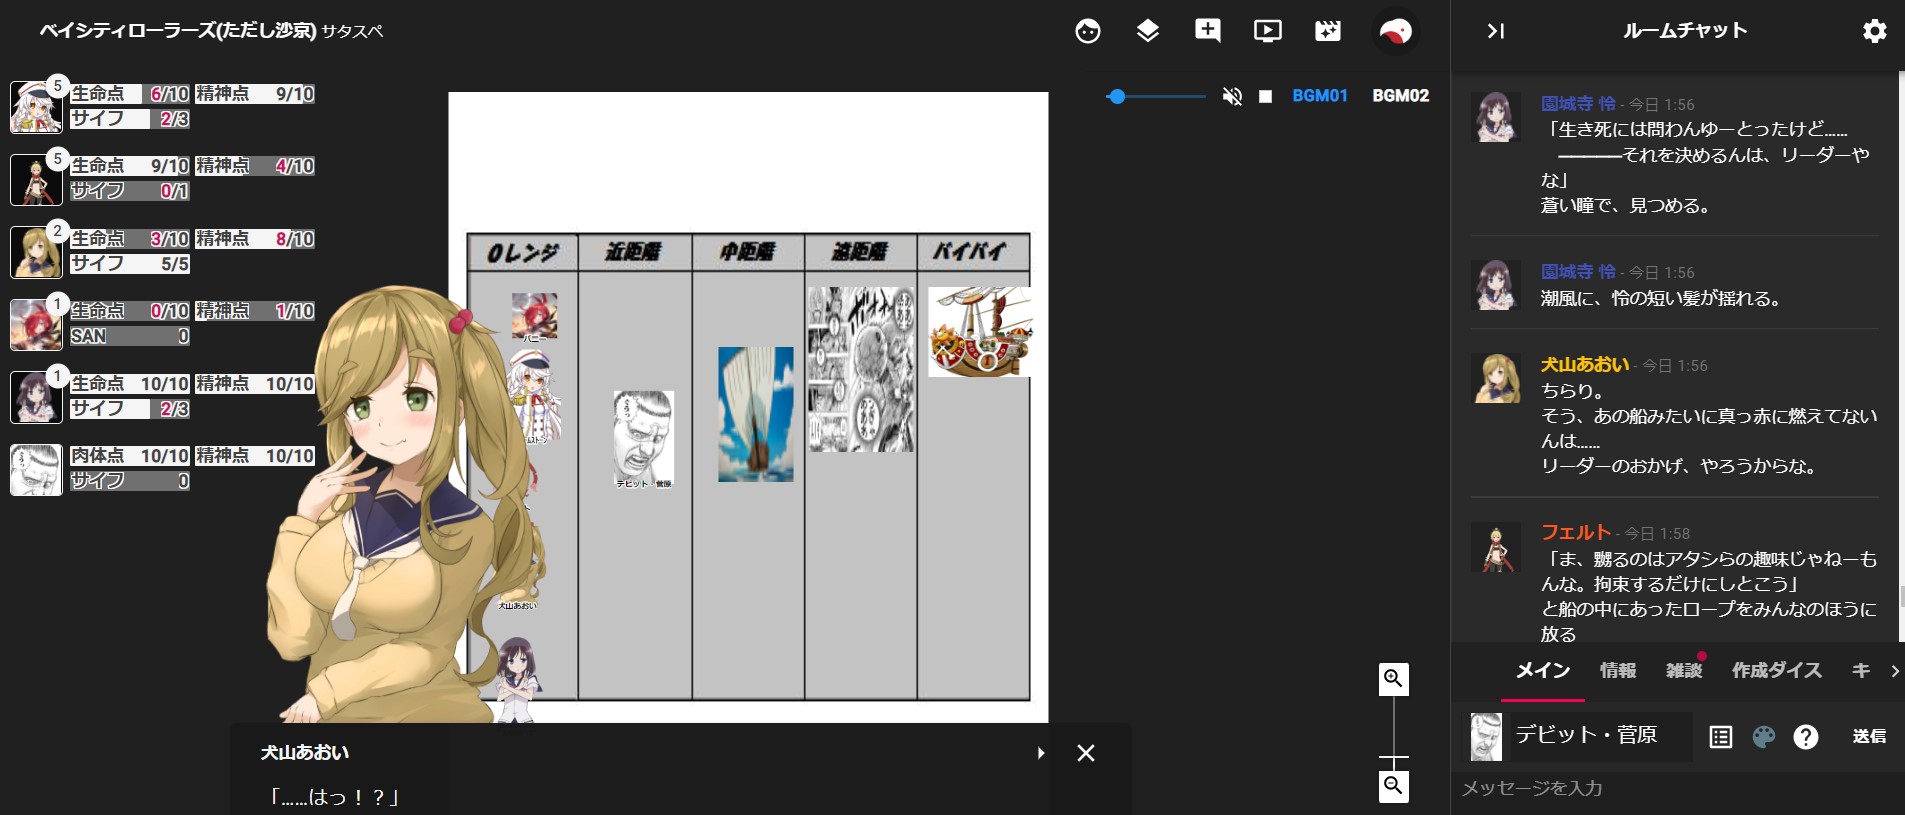 ベイシティローラーズ(ただし沙京) サタスペ
BGM01 BGM02
5
生命点 6/10 精神点 9/10
サイフ 2/3
5
生命点 9/10 精神点 4/10
サイフ 0/1
2
生命点 3/10 精神点 8/10
サイフ 5/5
1
生命点 0/10 精神点 1/10
SAN 0
1
生命点 10/10 精神点 10/10
サイフ 2/3
肉体点 10/10 精神点 10/10
サイフ 0
0レンジ 近距離 中距離 遠距離 バイバイ
バニー
デビット・菅原
犬山あおい
犬山あおい
「……はっ！？」
ルームチャット
園城寺 怜 - 今日 1:56
「生き死には問わんゆーとったけど……
―――それを決めるんは、リーダーや
な」
蒼い瞳で、見つめる。
園城寺 怜 - 今日 1:56
潮風に、怜の短い髪が揺れる。
犬山あおい - 今日 1:56
ちらり。
そう、あの船みたいに真っ赤に燃えてない
んは……
リーダーのおかげ、やろうからな。
フェルト - 今日 1:58
「ま、嬲るのはアタシらの趣味じゃねーも
んな。拘束するだけにしとこう」
と船の中にあったロープをみんなのほうに
放る
メイン 情報 雑談 作成ダイス キ
デビット・菅原 送信
メッセージを入力